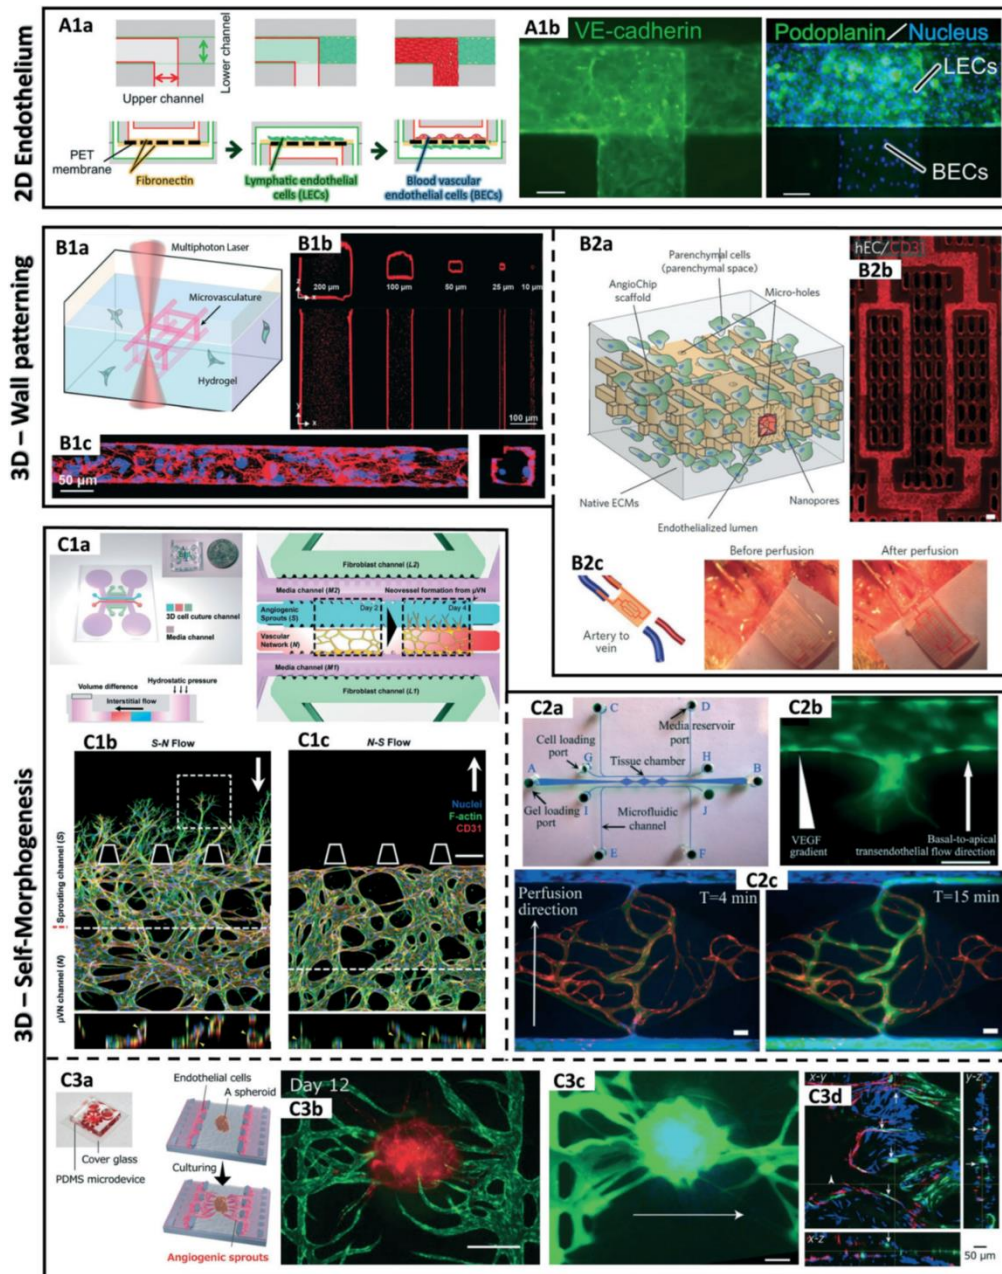 2D Endothelium
A1a
Upper channel
Lower channel
PET
membrane
Fibronectin
Lymphatic endothelial
cells (LECs)
Blood vascular
endothelial cells (BECs)
A1b
VE-cadherin
Podoplanin/Nucleus
LECs
BECs
3D – Wall patterning
B1a
Multiphoton Laser
Microvasculature
Hydrogel
B1b
200 µm
100 µm
50 µm
25 µm
10 µm
z
x
y
x
100 µm
B1c
50 µm
B2a
Parenchymal cells
(parenchymal space)
AngioChip
scaffold
Micro-holes
Native ECMs
Nanopores
Endothelialized lumen
hEC/CD31
B2b
B2c
Artery to
vein
Before perfusion
After perfusion
3D – Self-Morphogenesis
C1a
3D cell cuture channel
Media channel
Volume difference
Hydrostatic pressure
Interstitial flow
Fibroblast channel (L2)
Media channel (M2)
Neovessel formation from µVN
Angiogenic
Sprouts (S)
Day 2
Day 4
Vascular
Network (N)
Media channel (M1)
Fibroblast channel (L1)
C1b
S-N Flow
C1c
N-S Flow
Nuclei
F-actin
CD31
Sprouting channel (S)
µVN channel (N)
C2a
C
D
Media reservoir
port
Cell loading
port
G
H
Tissue chamber
A
B
I
J
Gel loading
port
Microfluidic
channel
E
F
C2b
VEGF
gradient
Basal-to-apical
transendothelial flow direction
C2c
Perfusion
direction
T=4 min
T=15 min
C3a
Cover glass
PDMS microdevice
Endothelial cells
A spheroid
Culturing
Angiogenic sprouts
Day 12
C3b
C3c
C3d
x-y
y-z
x-z
50 µm